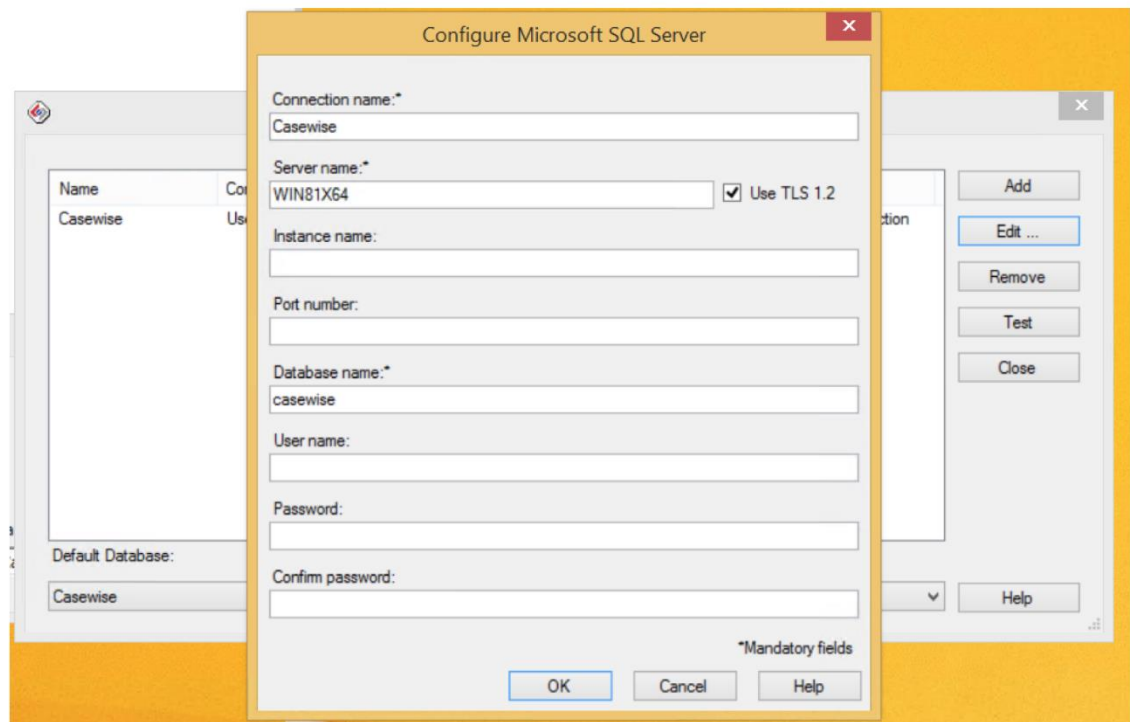 Configure Microsoft SQL Server
Connection name:*
Casewise
Server name:*
WIN81X64
Use TLS 1.2
Instance name:
Port number:
Database name:*
casewise
User name:
Password:
Confirm password:
*Mandatory fields
OK
Cancel
Help
Name
Casewise
Default Database:
Casewise
Add
Edit ...
Remove
Test
Close
Help